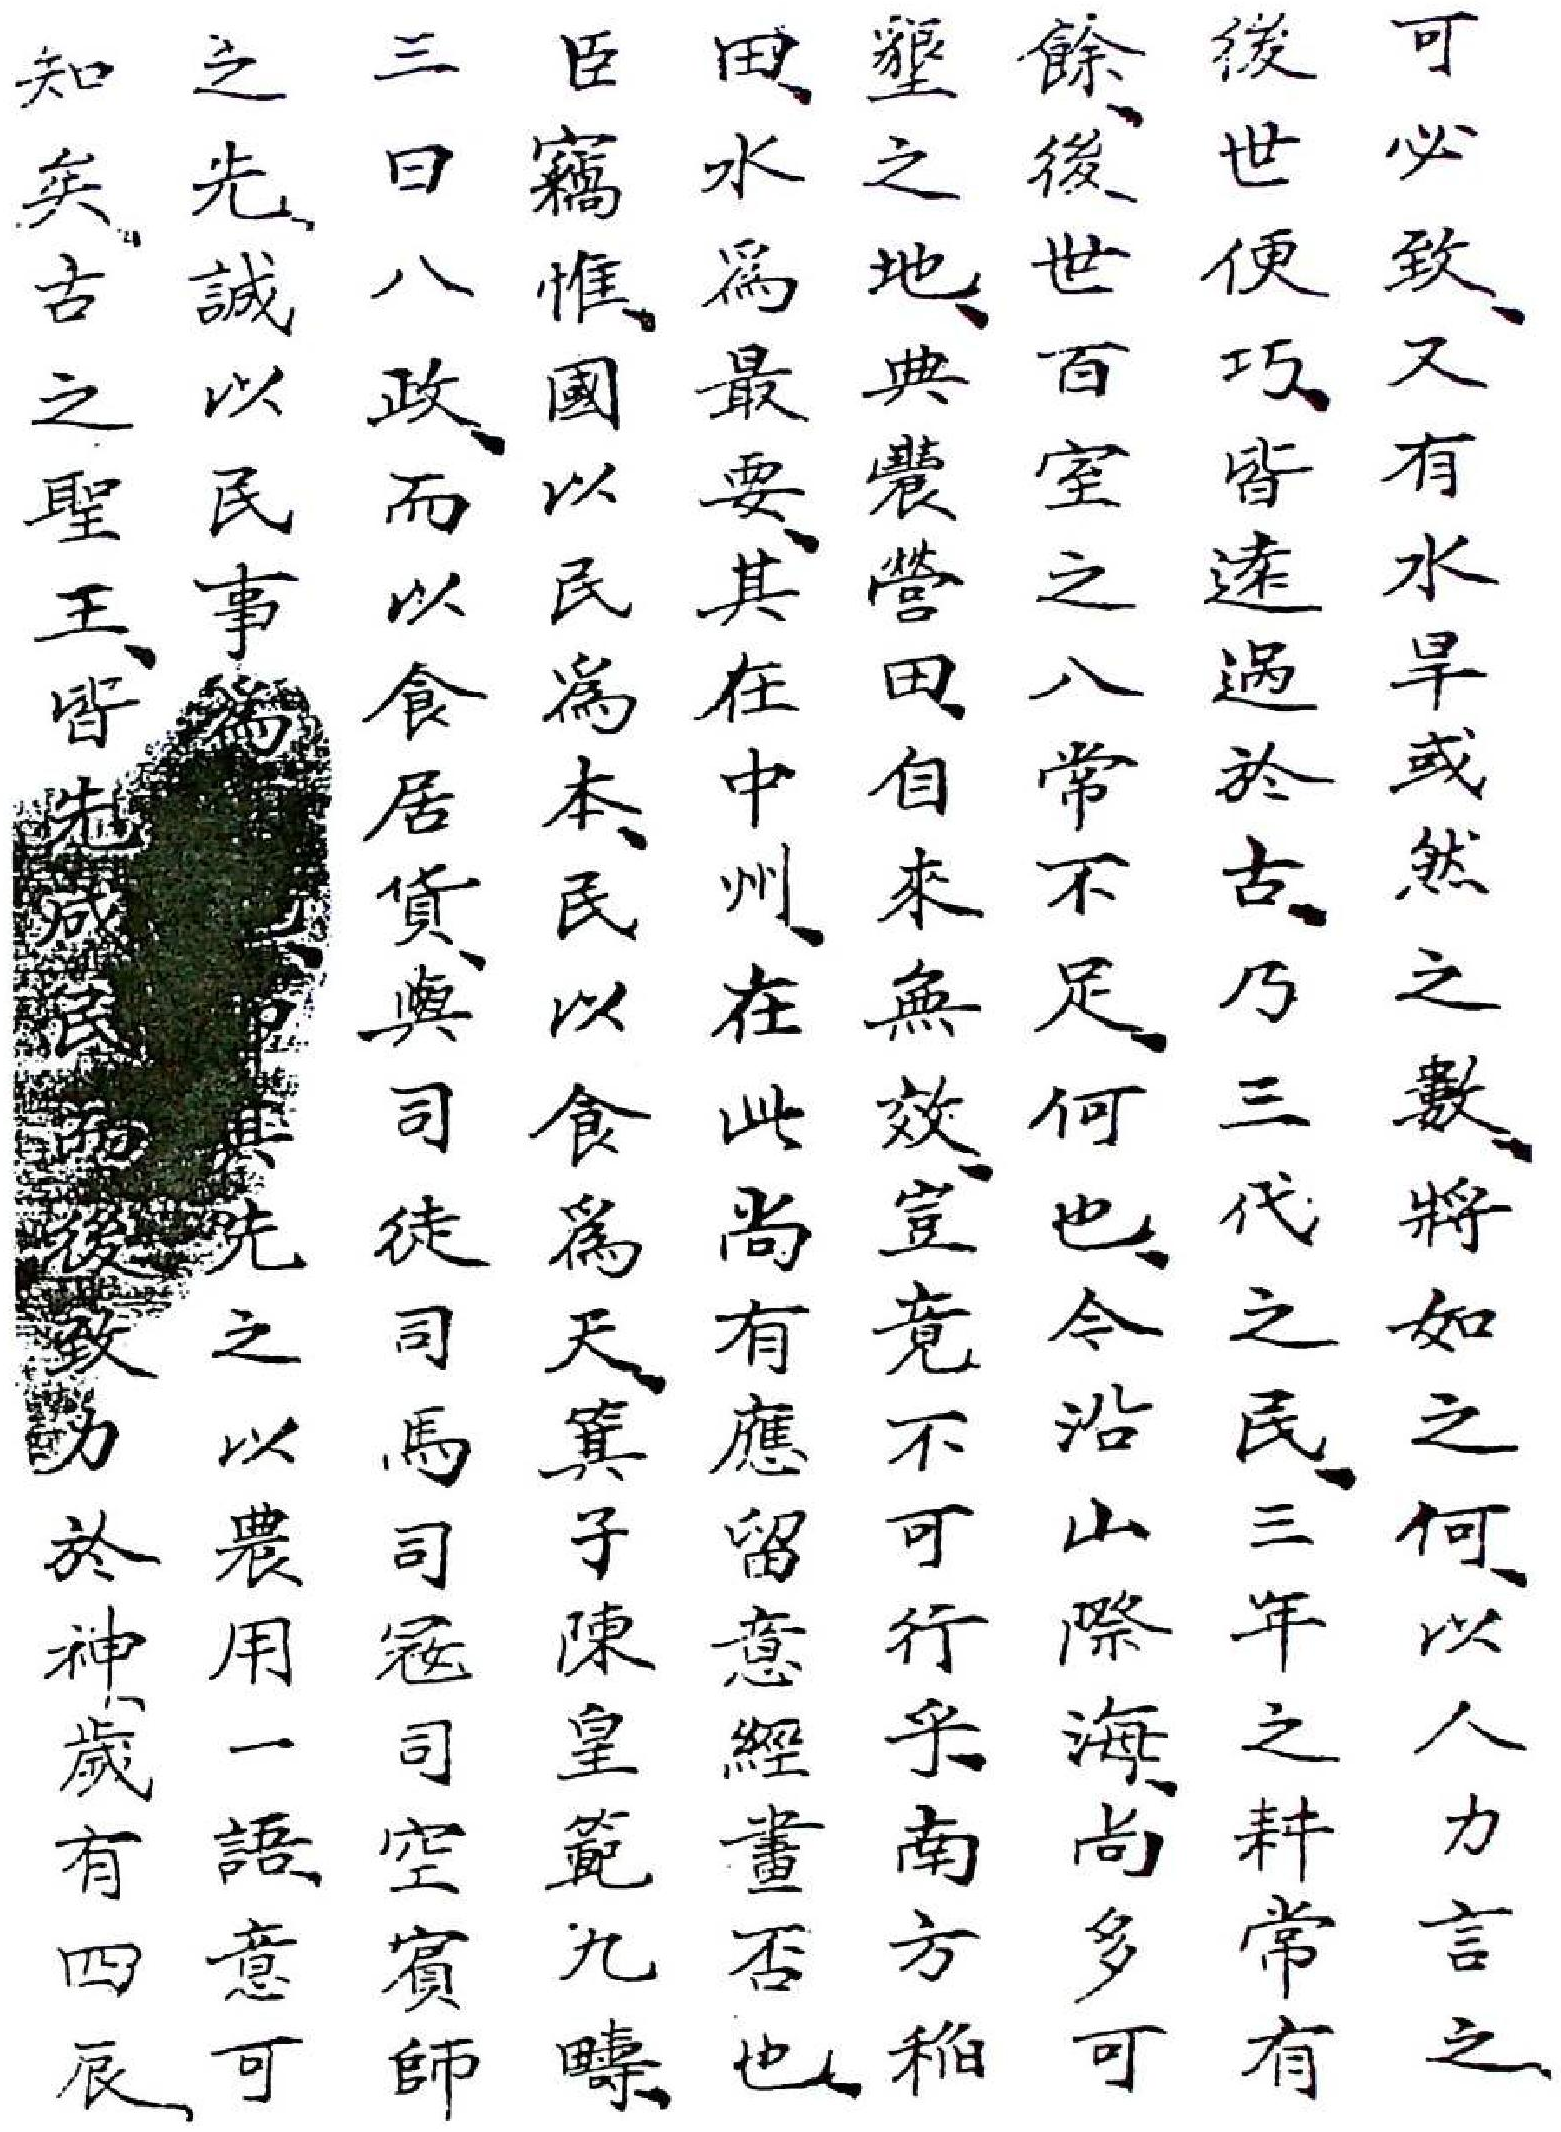 可必致、又有水旱或然之數、將如之何、以人力言之、
後世便巧、皆遠過於古、乃三代之民、三年之耕常有
餘、後世百室之八常不足、何也、令沿山際海、尚多可
墾之地、典農營田、自來無效、豈竟不可行乎、南方稻
田、水為最要、其在中州、在此尚有應留意經畫否也、
臣竊惟、國以民為本、民以食為天、箕子陳皇範九疇、
三曰八政、而以食居貨、與司徒司馬司寇司空賓師
之先、誠以民事為其先之以農用一語、意可
知矣、古之聖王、皆先成民而後致力於神、歲有四辰、